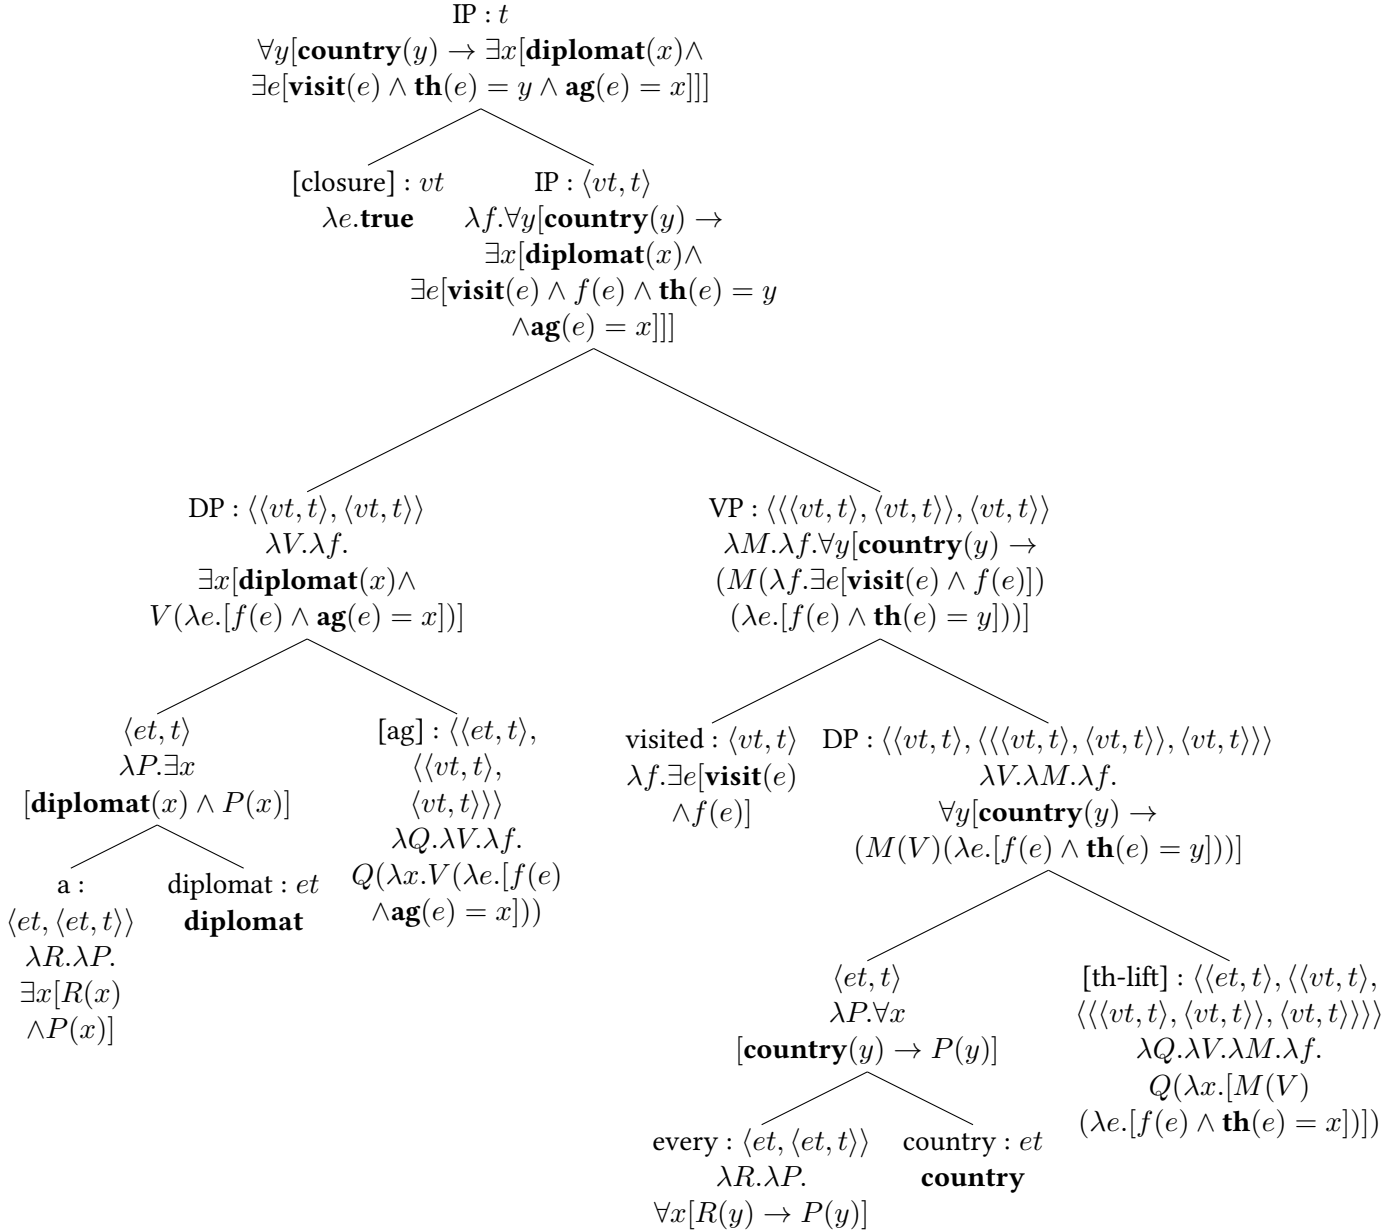 IP : t
∀y[country(y) → ∃x[diplomat(x)∧
∃e[visit(e) ∧ th(e) = y ∧ ag(e) = x]]]
[closure] : vt
λe.true
IP : ⟨vt, t⟩
λf.∀y[country(y) →
∃x[diplomat(x)∧
∃e[visit(e) ∧ f(e) ∧ th(e) = y
∧ag(e) = x]]]
DP : ⟨⟨vt, t⟩, ⟨vt, t⟩⟩
λV.λf.
∃x[diplomat(x)∧
V(λe.[f(e) ∧ ag(e) = x])]
VP : ⟨⟨⟨vt, t⟩, ⟨vt, t⟩⟩, ⟨vt, t⟩⟩
λM.λf.∀y[country(y) →
(M(λf.∃e[visit(e) ∧ f(e)])
(λe.[f(e) ∧ th(e) = y]))]
⟨et, t⟩
λP.∃x
[diplomat(x) ∧ P(x)]
[ag] : ⟨⟨et, t⟩,
⟨⟨vt, t⟩,
⟨vt, t⟩⟩⟩
λQ.λV.λf.
Q(λx.V(λe.[f(e)
∧ag(e) = x]))
visited : ⟨vt, t⟩
λf.∃e[visit(e)
∧f(e)]
DP : ⟨⟨vt, t⟩, ⟨⟨⟨vt, t⟩, ⟨vt, t⟩⟩, ⟨vt, t⟩⟩⟩
λV.λM.λf.
∀y[country(y) →
(M(V)(λe.[f(e) ∧ th(e) = y]))]
a :
⟨et, ⟨et, t⟩⟩
λR.λP.
∃x[R(x)
∧P(x)]
diplomat : et
diplomat
⟨et, t⟩
λP.∀x
[country(y) → P(y)]
[th-lift] : ⟨⟨et, t⟩, ⟨⟨vt, t⟩,
⟨⟨⟨vt, t⟩, ⟨vt, t⟩⟩, ⟨vt, t⟩⟩⟩⟩
λQ.λV.λM.λf.
Q(λx.[M(V)
(λe.[f(e) ∧ th(e) = x])])
every : ⟨et, ⟨et, t⟩⟩
λR.λP.
∀x[R(y) → P(y)]
country : et
country